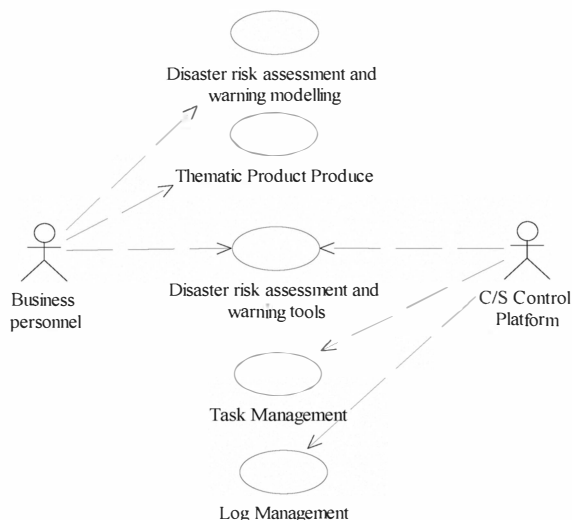 Disaster risk assessment and
warning modelling
Thematic Product Produce
Business
personnel
Disaster risk assessment and
warning tools
C/S Control
Platform
Task Management
Log Management